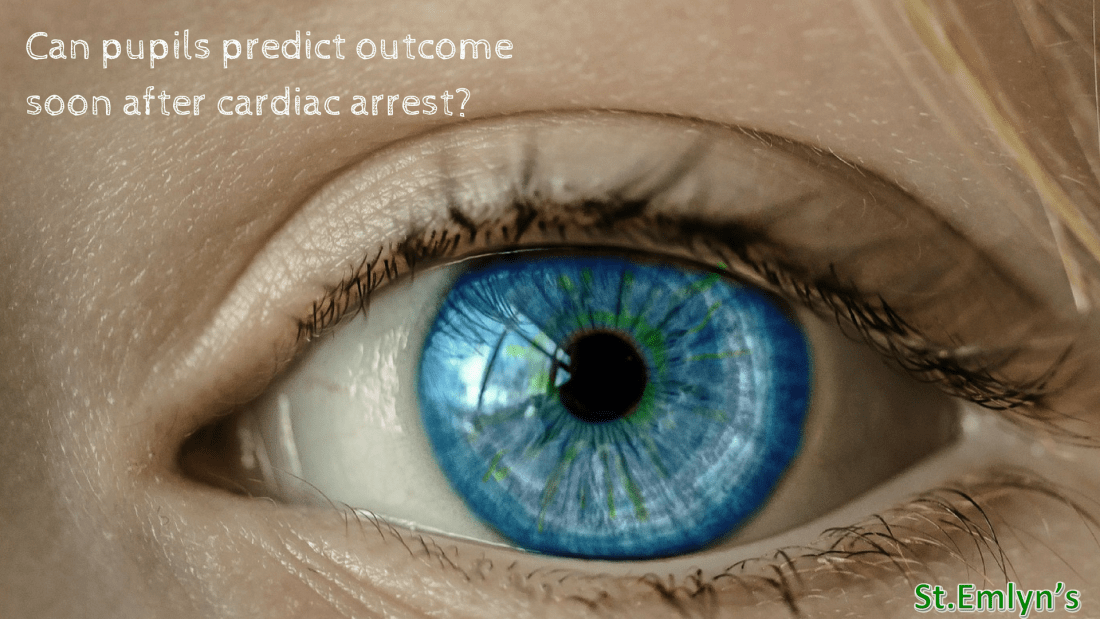 Can pupils predict outcome
soon after cardiac arrest?
St.Emlyn's